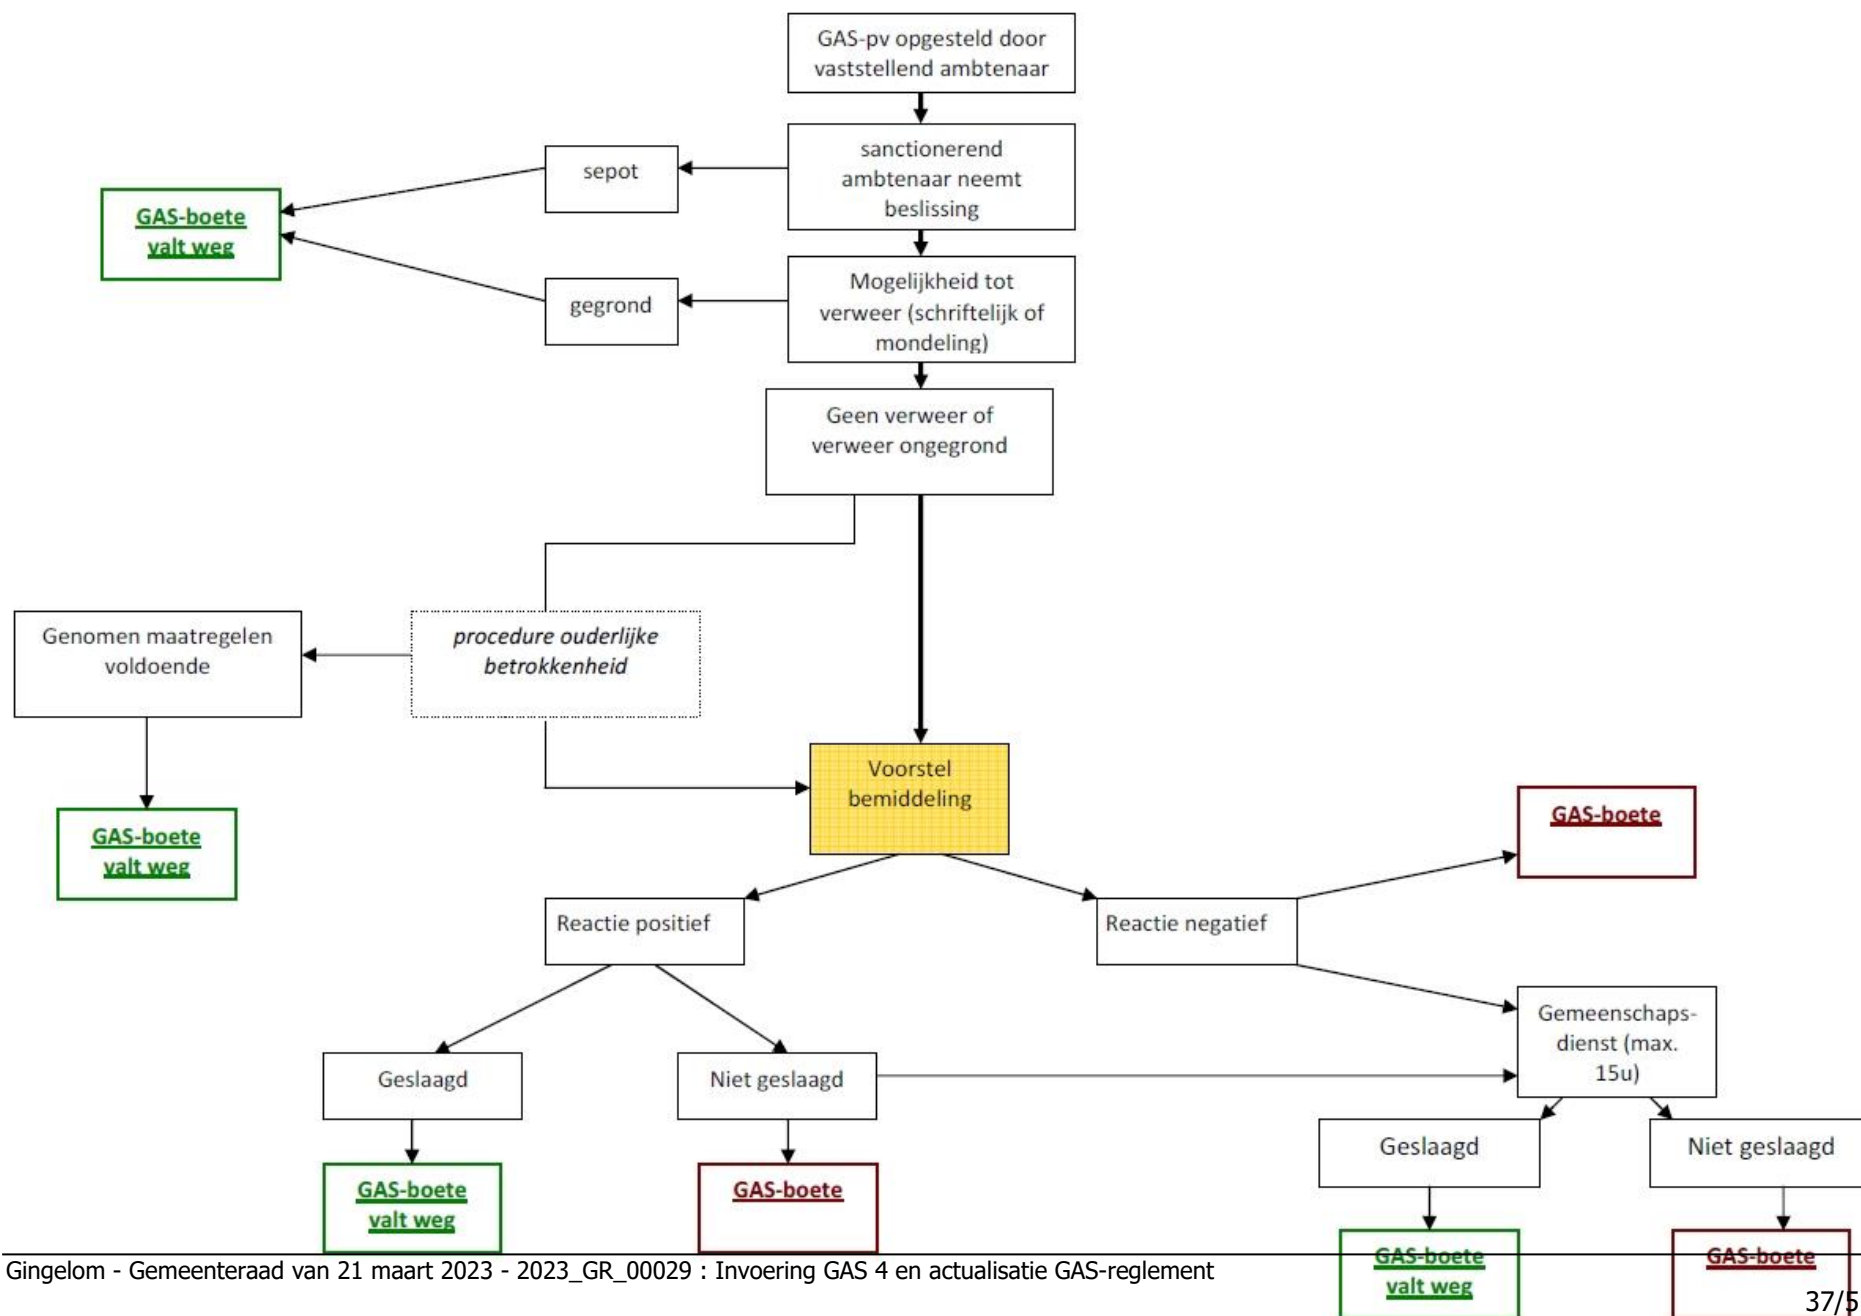 GAS-pv opgesteld door
vaststellend ambtenaar
sanctionerend
ambtenaar neemt
beslissing
sepot
GAS-boete
valt weg
Mogelijkheid tot
verweer (schriftelijk of
mondeling)
gegrond
Geen verweer of
verweer ongegrond
Genomen maatregelen
voldoende
procedure ouderlijke
betrokkenheid
Voorstel
bemiddeling
GAS-boete
valt weg
GAS-boete
Reactie positief
Reactie negatief
Gemeenschaps-
dienst (max.
15u)
Geslaagd
Niet geslaagd
Geslaagd
Niet geslaagd
GAS-boete
valt weg
GAS-boete
GAS-boete
valt weg
GAS-boete
Gingelom - Gemeenteraad van 21 maart 2023 - 2023_GR_00029 : Invoering GAS 4 en actualisatie GAS-reglement
37/5